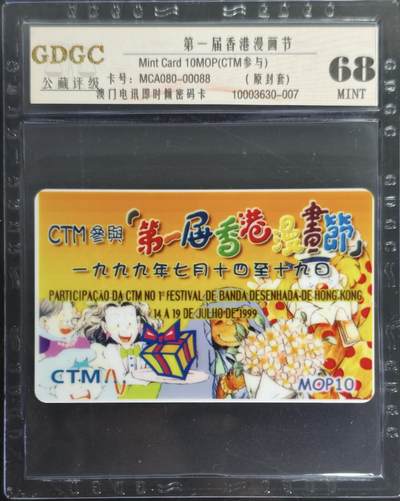 GDGC
公藏评级
第一届香港漫画节
Mint Card 10MOP(CTM参与)
卡号: MCA080-00088 (原封套)
澳门电讯即时倾密码卡 10003630-007
68
MINT
CTM參與「第一届香港漫畫節」
一九九九年七月十四至十九日
PARTICIPAÇÃO DA CTM NO 1º FESTIVAL DE BANDA DESENHADA DE HONG KONG
14 A 19 DE JULHO DE 1999
CTM
MOP10